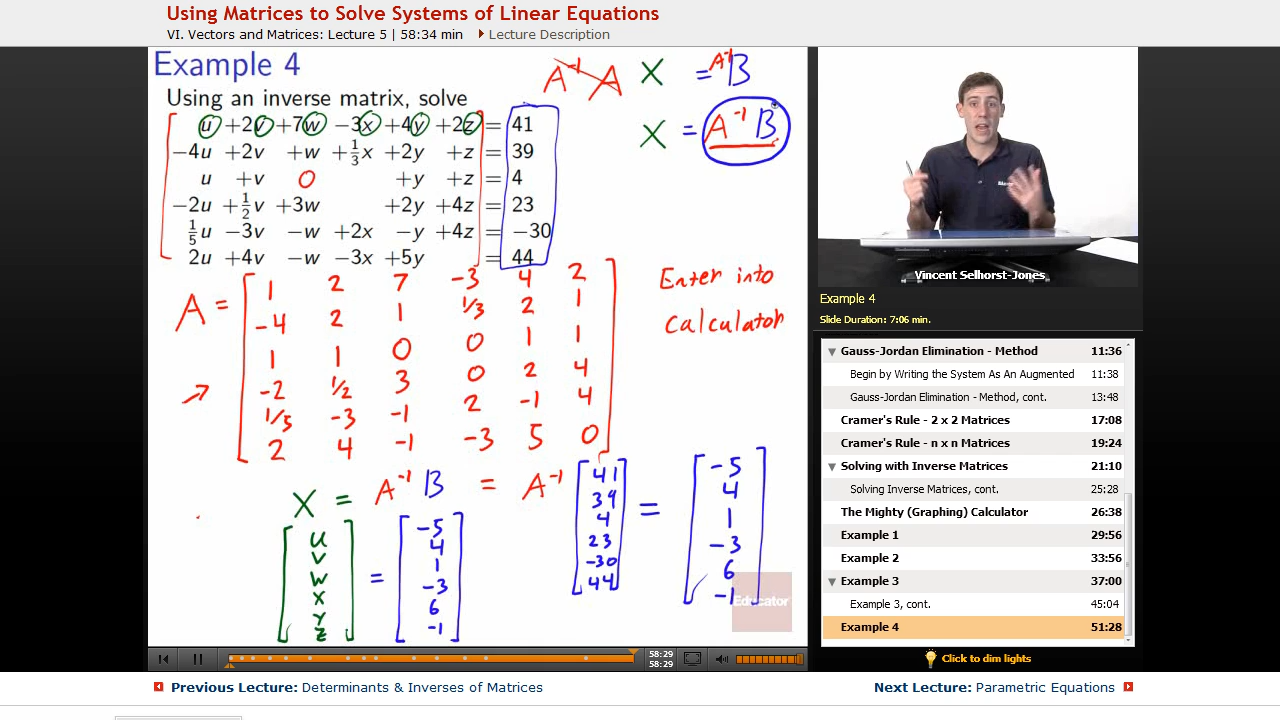 Using Matrices to Solve Systems of Linear Equations
VI. Vectors and Matrices: Lecture 5 | 58:34 min
Lecture Description
Example 4
Using an inverse matrix, solve
u +2v +7w −3x +4y +2z = 41
−4u +2v +w +1/3x +2y +z = 39
u +v 0 +y +z = 4
−2u +1/2v +3w +2y +4z = 23
1/5u −3v −w +2x −y +4z = −30
2u +4v −w −3x +5y = 44
A⁻¹A X = A⁻¹B
X = A⁻¹ B
A =
1 2 7 -3 4 2
-4 2 1 1/3 2 1
1 1 0 0 1 1
-2 1/2 3 0 2 4
1/5 -3 -1 2 -1 4
2 4 -1 -3 5 0
Enter into
Calculator
X = A⁻¹ B = A⁻¹
41
39
4
23
-30
44
=
-5
4
1
-3
6
-1
u
v
w
x
y
z
=
-5
4
1
-3
6
-1
Educator
58:29
58:29
Vincent Selhorst-Jones
Example 4
Slide Duration: 7:06 min.
Gauss-Jordan Elimination - Method 11:36
Begin by Writing the System As An Augmented 11:38
Gauss-Jordan Elimination - Method, cont. 13:48
Cramer's Rule - 2 x 2 Matrices 17:08
Cramer's Rule - n x n Matrices 19:24
Solving with Inverse Matrices 21:10
Solving Inverse Matrices, cont. 25:28
The Mighty (Graphing) Calculator 26:38
Example 1 29:56
Example 2 33:56
Example 3 37:00
Example 3, cont. 45:04
Example 4 51:28
Click to dim lights
Previous Lecture: Determinants & Inverses of Matrices
Next Lecture: Parametric Equations